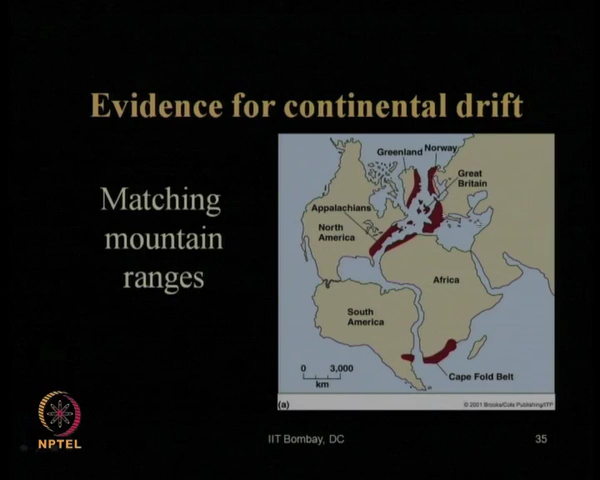 Evidence for continental drift
Matching
mountain
ranges
Greenland
Norway
Great
Britain
Appalachians
North
America
Africa
South
America
0 3,000
km
Cape Fold Belt
(a)
© 2001 Brooks/Cole Publishing/ITP
NPTEL
IIT Bombay, DC
35